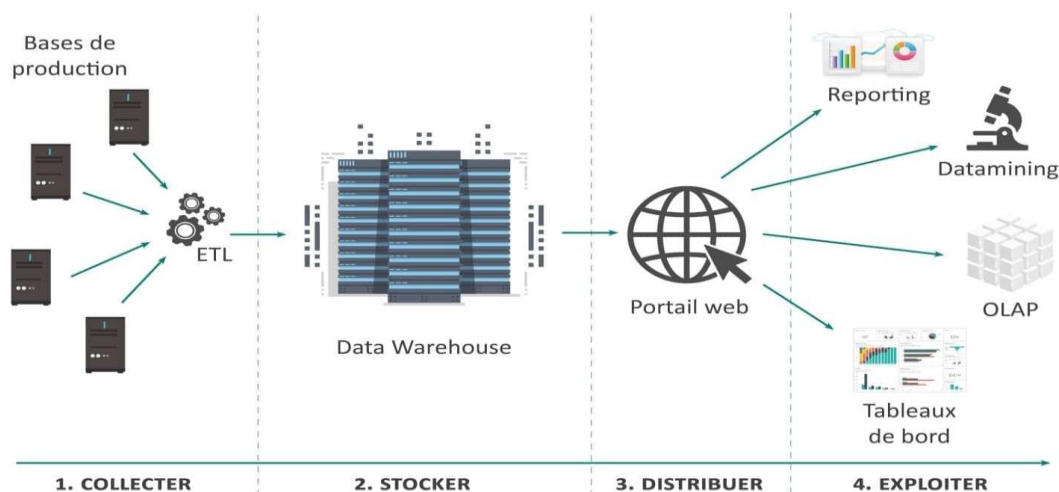 Bases de
production
ETL
Data Warehouse
Portail web
Reporting
Datamining
OLAP
Tableaux
de bord
1. COLLECTER
2. STOCKER
3. DISTRIBUER
4. EXPLOITER